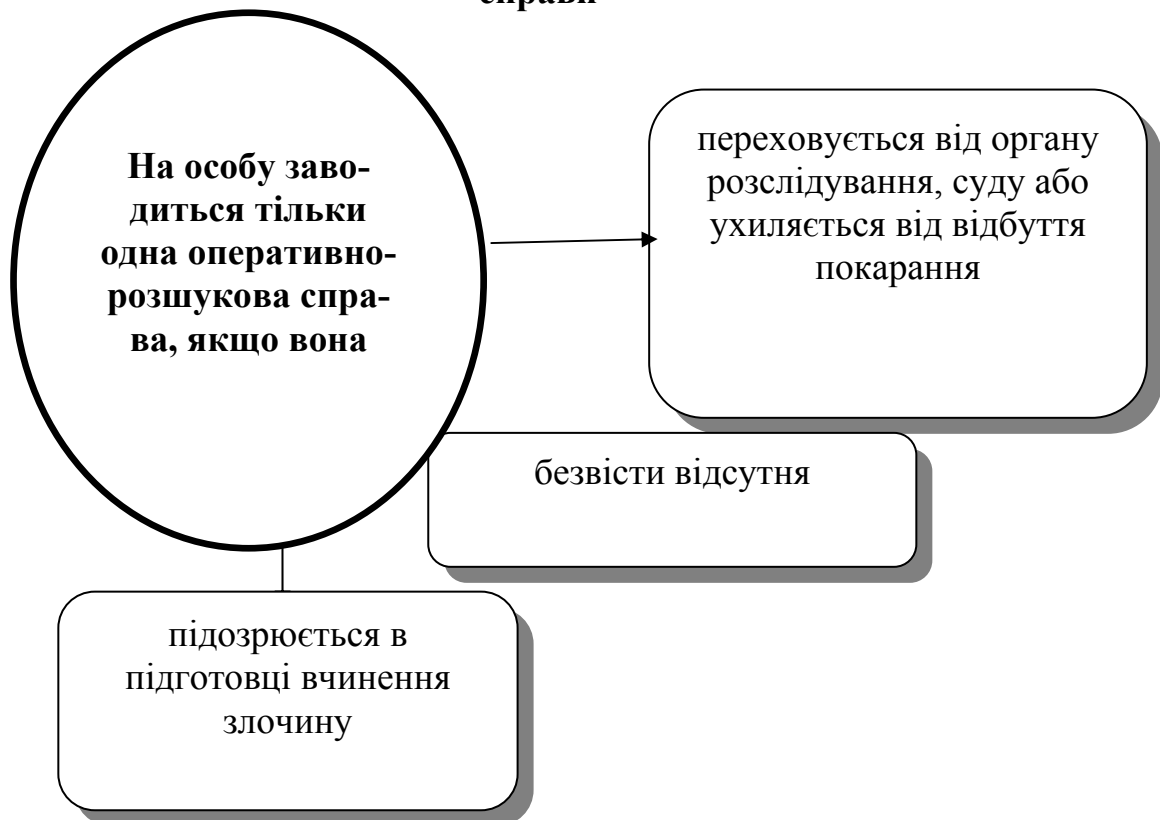 На особу заво-
диться тільки
одна оперативно-
розшукова спра-
ва, якщо вона
переховується від органу
розслідування, суду або
ухиляється від відбуття
покарання
безвісти відсутня
підозрюється в
підготовці вчинення
злочину